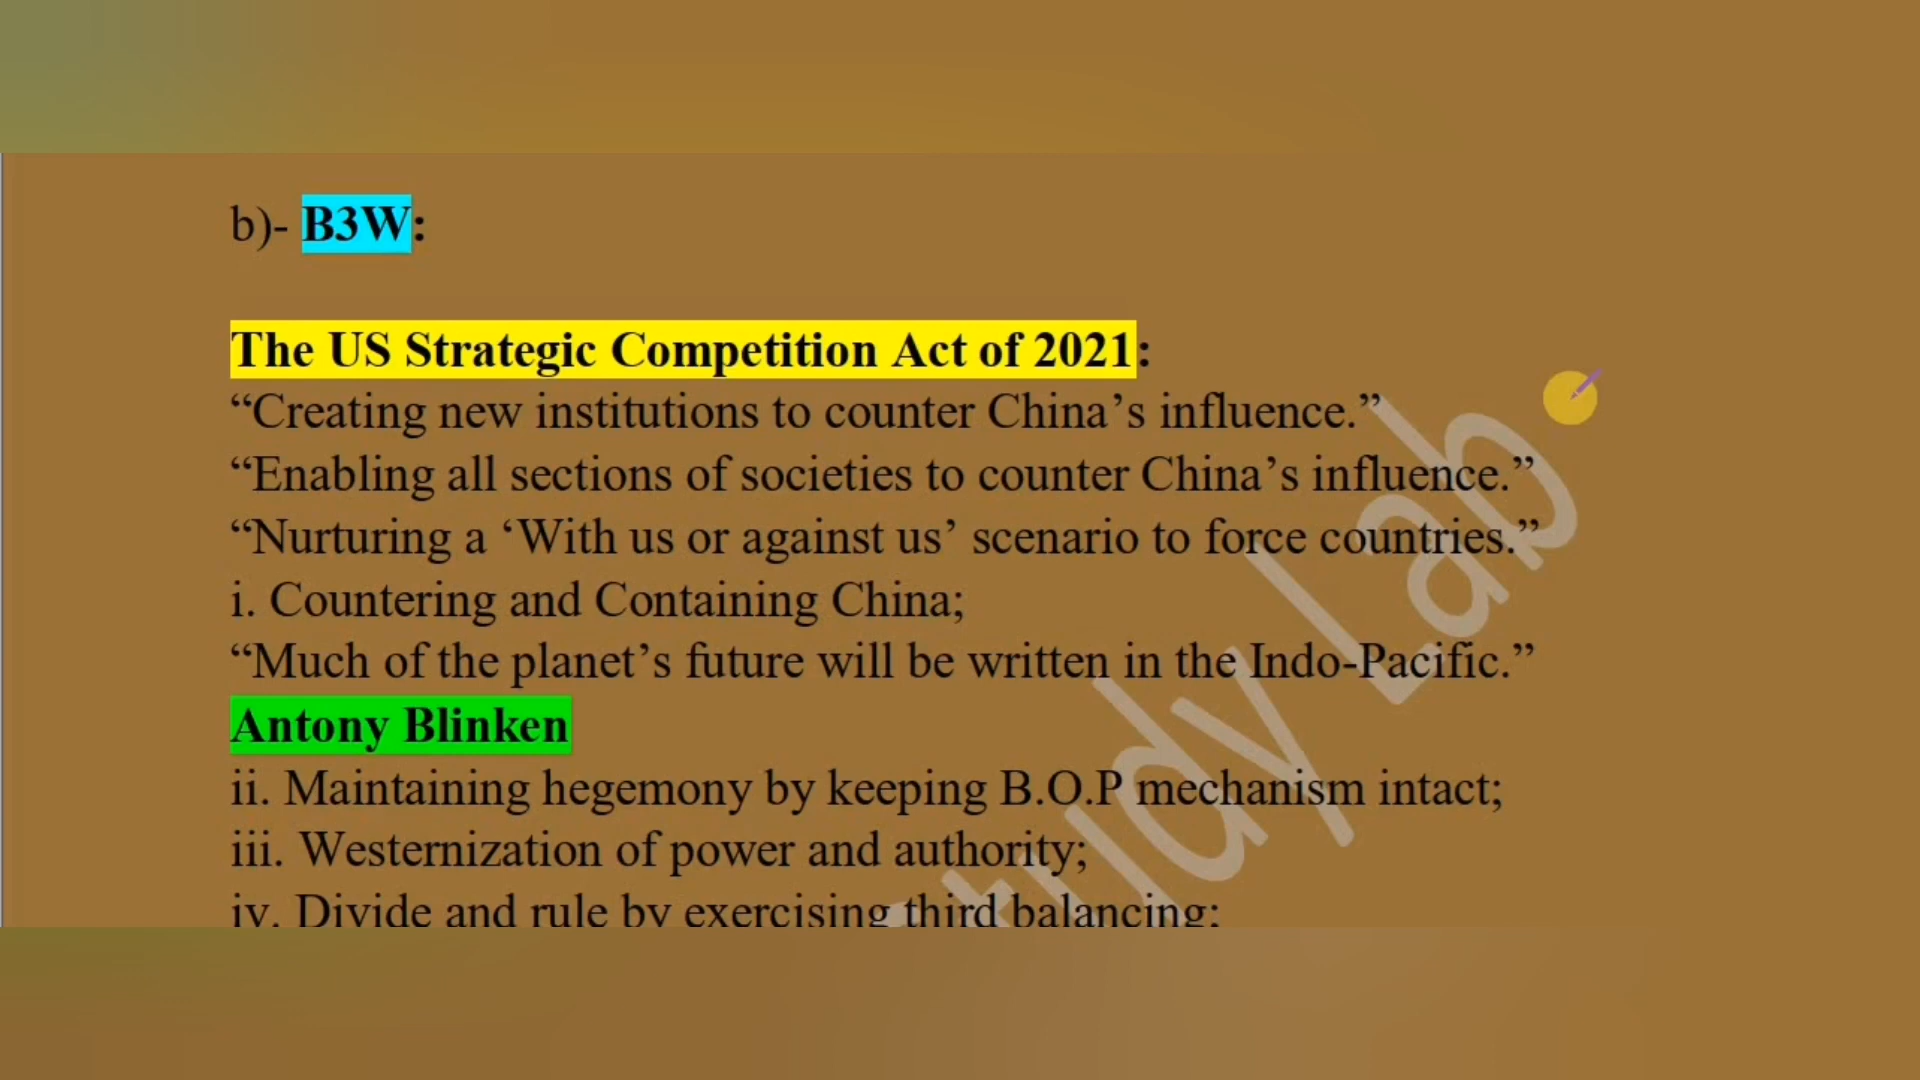 b)- B3W:
The US Strategic Competition Act of 2021:
“Creating new institutions to counter China’s influence.”
“Enabling all sections of societies to counter China’s influence.”
“Nurturing a ‘With us or against us’ scenario to force countries.”
i. Countering and Containing China;
“Much of the planet’s future will be written in the Indo-Pacific.”
Antony Blinken
ii. Maintaining hegemony by keeping B.O.P mechanism intact;
iii. Westernization of power and authority;
iv. Divide and rule by exercising third balancing;
Study Lab